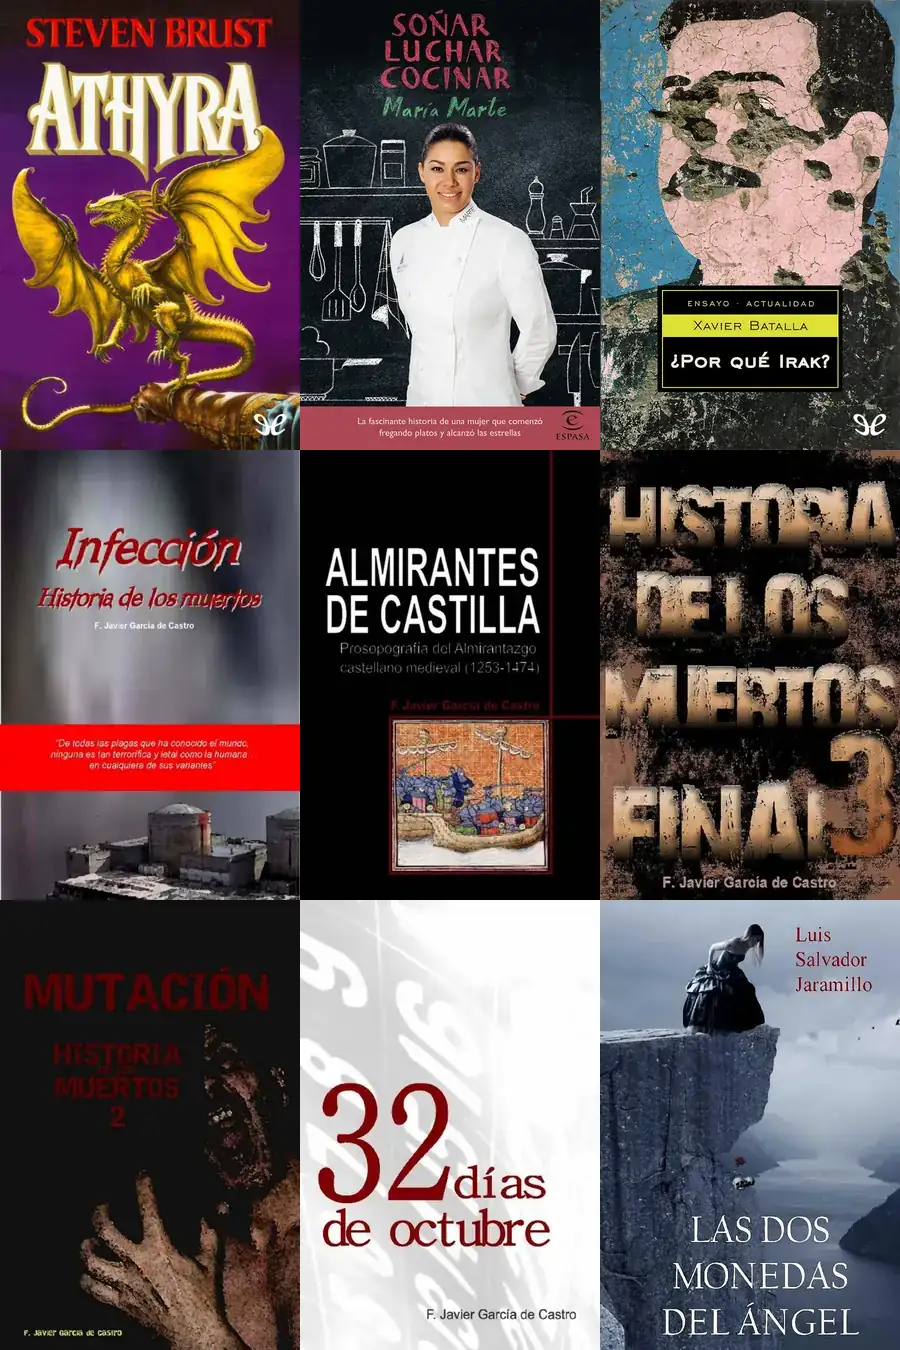 STEVEN BRUST
ATHYRA
SOÑAR
LUCHAR
COCINAR
María Marte
La fascinante historia de una mujer que comenzó
fregando platos y alcanzó las estrellas
e
ESPASA
ENSAYO · ACTUALIDAD
XAVIER BATALLA
¿POR QUÉ IRAK?
Infección
Historia de los muertos
F. Javier García de Castro
"De todas las plagas que ha conocido el mundo,
ninguna es tan terrorífica y letal como la humana
en cualquiera de sus variantes"
ALMIRANTES
DE CASTILLA
Prosopografía del Almirantazgo
castellano medieval (1253-1474)
F. Javier García de Castro
HISTORIA
DE LOS
MUERTOS
FINAL 3
F. Javier García de Castro
MUTACIÓN
HISTORIA
DE LOS
MUERTOS
2
F. Javier García de Castro
32 días
de octubre
F. Javier García de Castro
Luis
Salvador
Jaramillo
LAS DOS
MONEDAS
DEL ÁNGEL